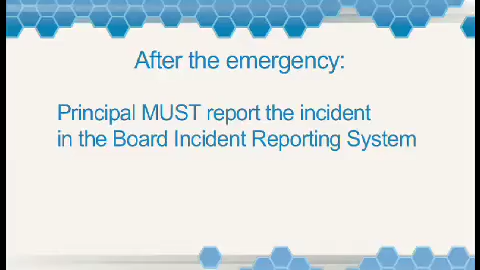 After the emergency:
Principal MUST report the incident
in the Board Incident Reporting System